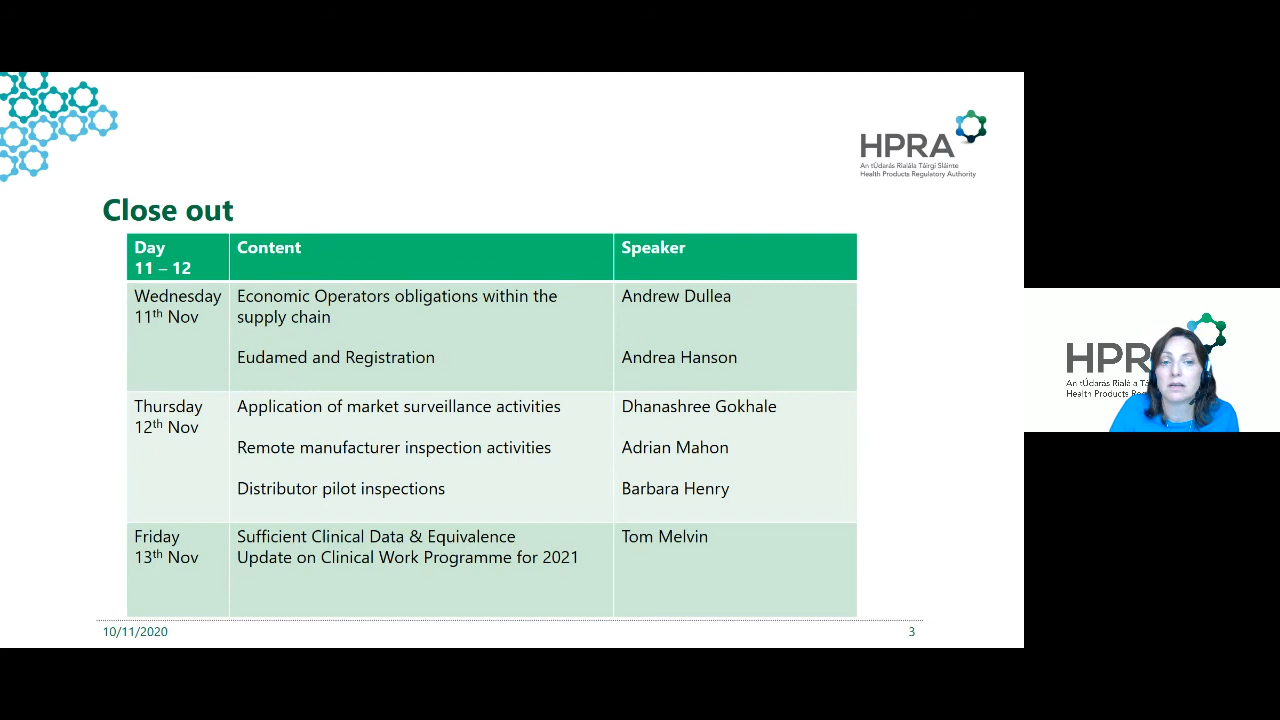 HPRA
An tÚdarás Rialála Táirgí Sláinte
Health Products Regulatory Authority
Close out
Day
11 – 12
Content
Speaker
Wednesday
11th Nov
Economic Operators obligations within the
supply chain
Andrew Dullea
Eudamed and Registration
Andrea Hanson
Thursday
12th Nov
Application of market surveillance activities
Dhanashree Gokhale
Remote manufacturer inspection activities
Adrian Mahon
Distributor pilot inspections
Barbara Henry
Friday
13th Nov
Sufficient Clinical Data & Equivalence
Update on Clinical Work Programme for 2021
Tom Melvin
10/11/2020
3
HPR
An tÚdarás
Health Products